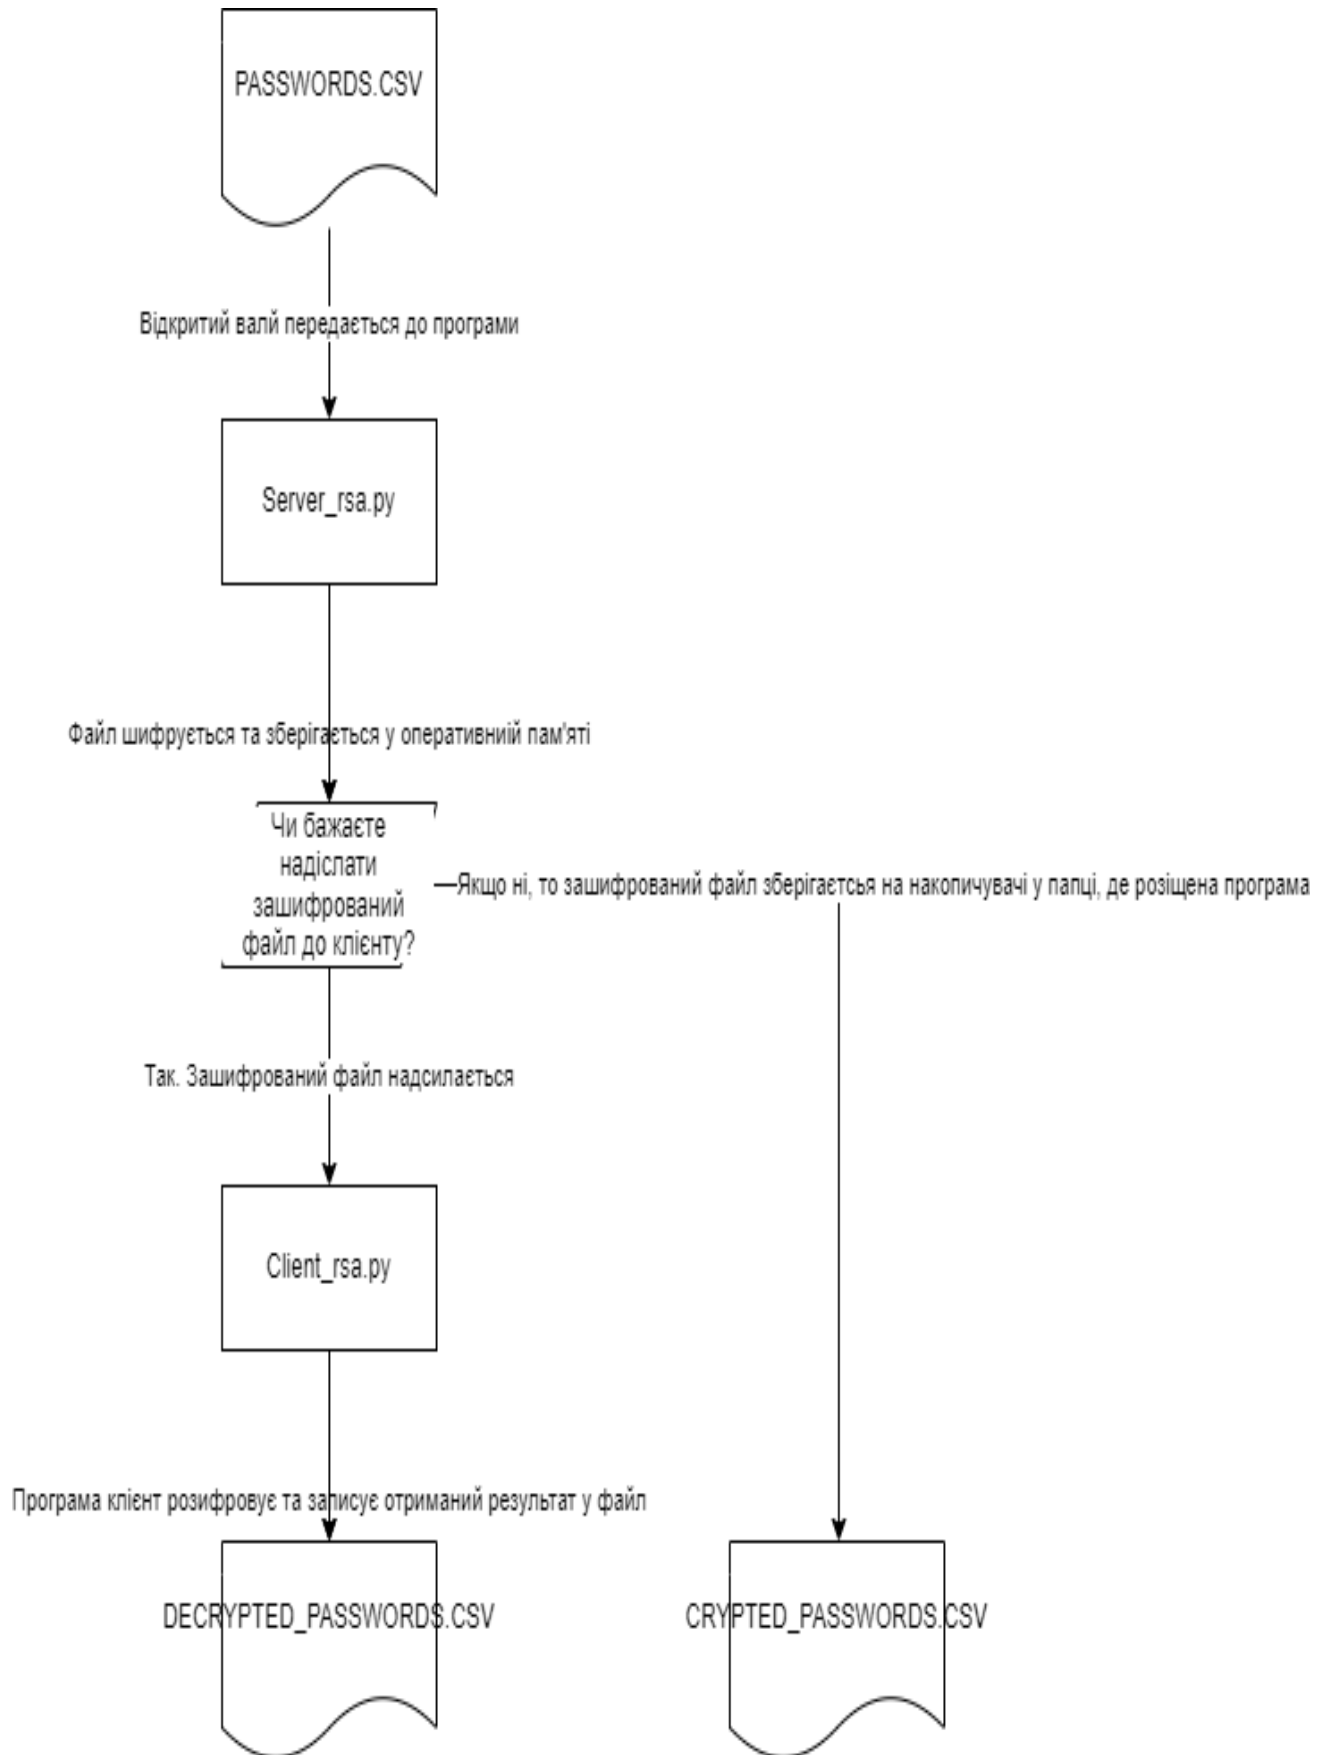 PASSWORDS.CSV
Відкритий валй передається до програми
Server_rsa.py
Файл шифрується та зберігається у оперативниій пам'яті
Чи бажаєте
надіслати
зашифрований
файл до клієнту?
Якщо ні, то зашифрований файл зберігаєтсья на накопичувачі у папці, де розіщена програма
Так. Зашифрований файл надсилається
Client_rsa.py
Програма клієнт розифровує та записує отриманий результат у файл
DECRYPTED_PASSWORDS.CSV
CRYPTED_PASSWORDS.CSV